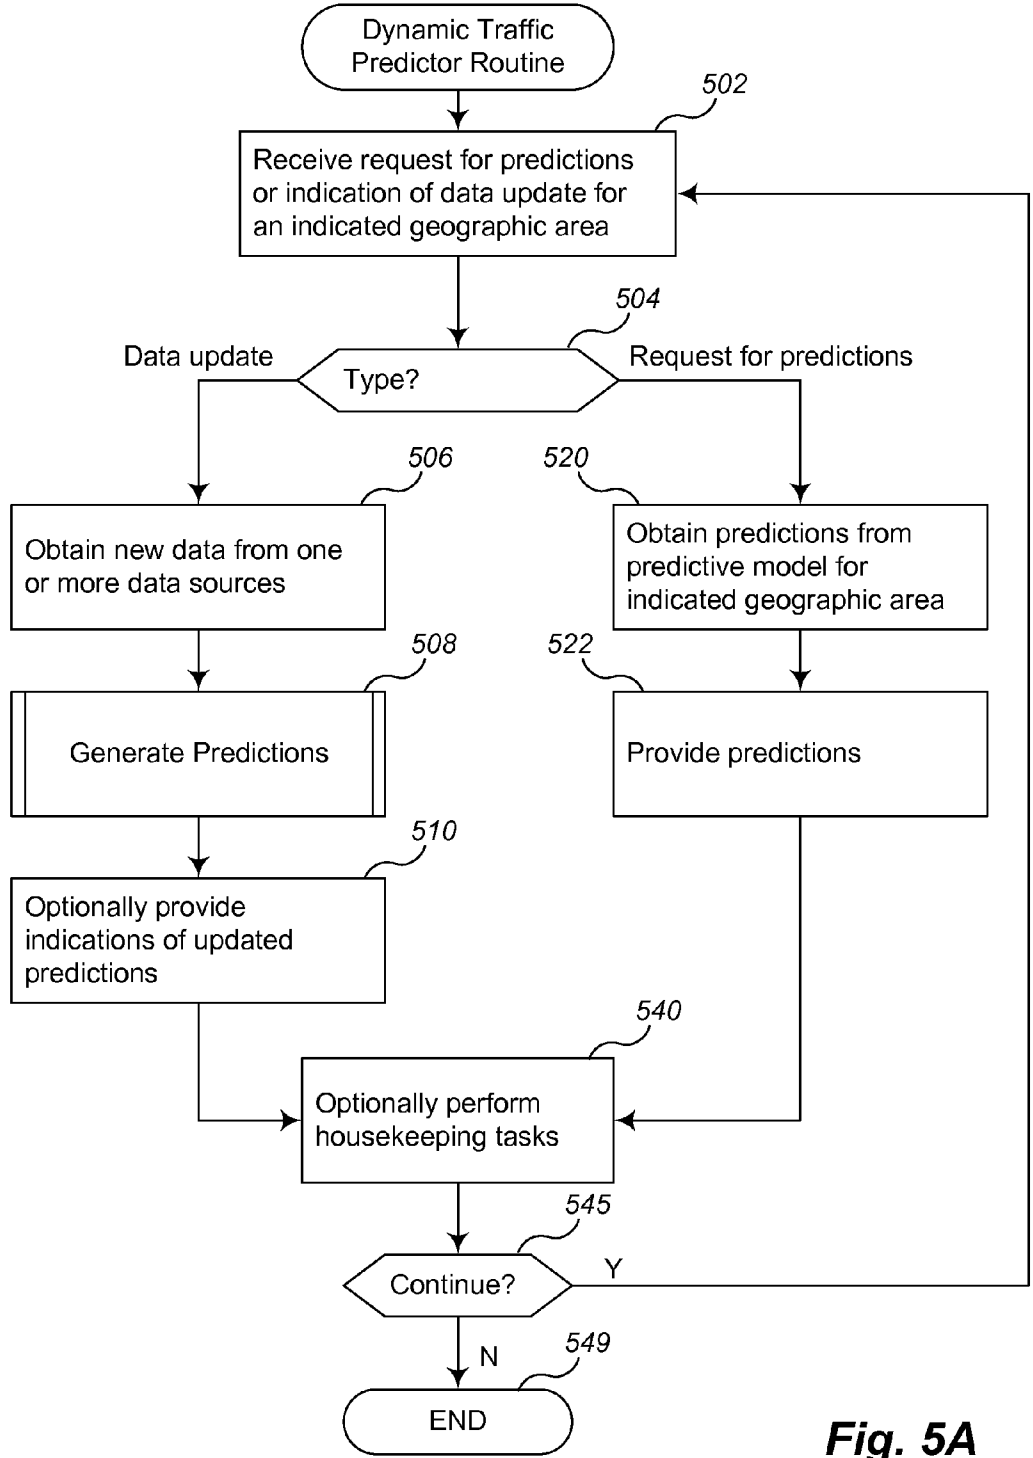 Dynamic Traffic
Predictor Routine
502
Receive request for predictions
or indication of data update for
an indicated geographic area
504
Data update
Type?
Request for predictions
506
520
Obtain new data from one
or more data sources
Obtain predictions from
predictive model for
indicated geographic area
508
522
Generate Predictions
Provide predictions
510
Optionally provide
indications of updated
predictions
540
Optionally perform
housekeeping tasks
545
Continue?
Y
N
549
END
Fig. 5A